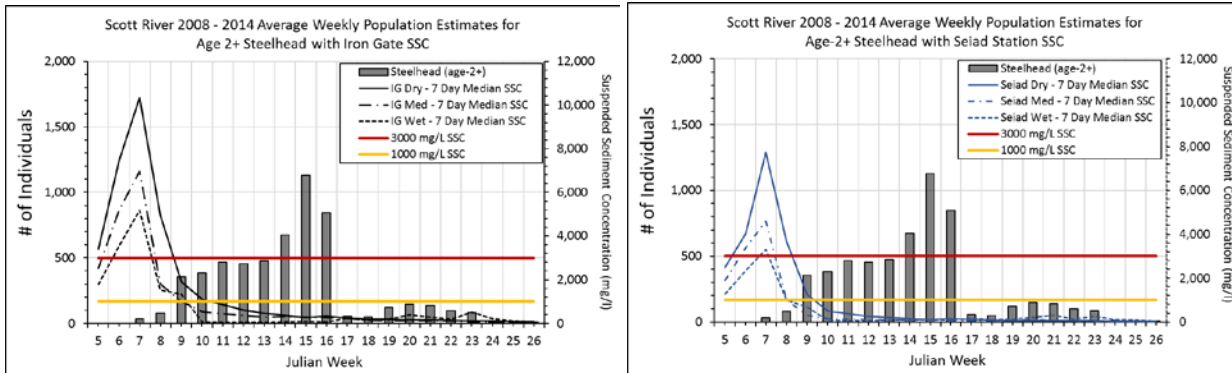 Scott River 2008 - 2014 Average Weekly Population Estimates for
Age 2+ Steelhead with Iron Gate SSC
# of Individuals
2,000
1,500
1,000
500
0
Steelhead (age-2+)
IG Dry - 7 Day Median SSC
IG Med - 7 Day Median SSC
IG Wet - 7 Day Median SSC
3000 mg/L SSC
1000 mg/L SSC
12,000
10,000
8,000
6,000
4,000
2,000
0
Suspended Sediment Concentration (mg/l)
5 6 7 8 9 10 11 12 13 14 15 16 17 18 19 20 21 22 23 24 25 26
Julian Week
Scott River 2008 - 2014 Average Weekly Population Estimates for
Age-2+ Steelhead with Seiad Station SSC
# of Individuals
2,000
1,500
1,000
500
0
Steelhead (age-2+)
Seiad Dry - 7 Day Median SSC
Seiad Med - 7 Day Median SSC
Seiad Wet - 7 Day Median SSC
3000 mg/L SSC
1000 mg/L SSC
12,000
10,000
8,000
6,000
4,000
2,000
0
Suspended Sediment Concentration (mg/l)
5 6 7 8 9 10 11 12 13 14 15 16 17 18 19 20 21 22 23 24 25 26
Julian Week